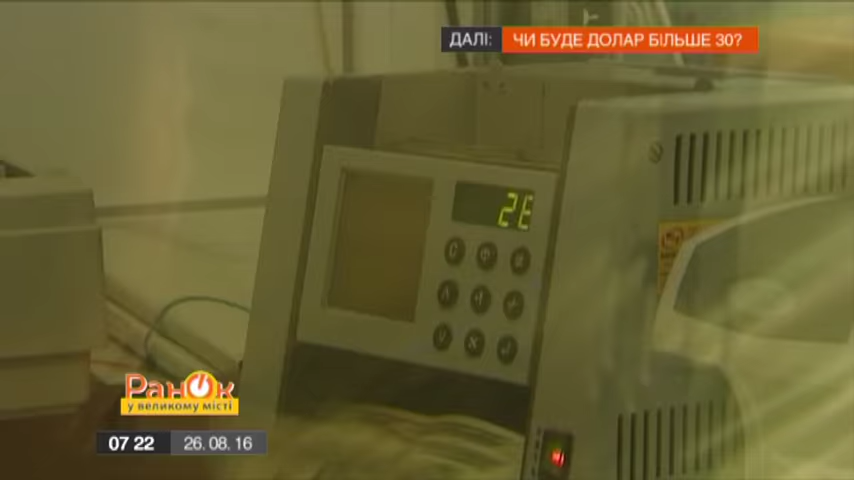 ДАЛІ: ЧИ БУДЕ ДОЛАР БІЛЬШЕ 30?
2E
С Ф
РанОк
у великому місті
07 22 26. 08. 16